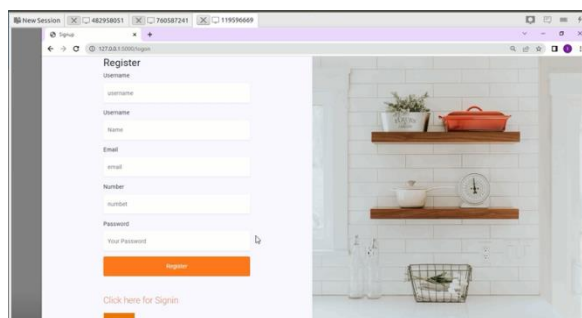 New Session 482958051 760587241 119596669
Signup
127.0.0.1:5000/logon
Register
Username
username
Username
Name
Email
email
Number
number
Password
Your Password
Register
Click here for Signin